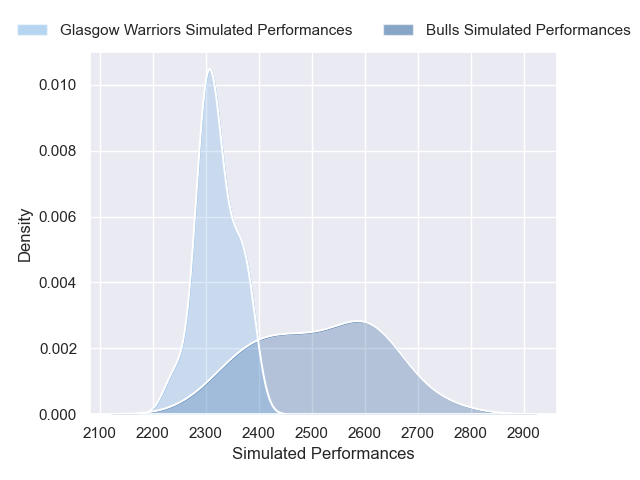 Glasgow Warriors Simulated Performances Bulls Simulated Performances
0.010
0.008
0.006
0.004
0.002
0.000
Density
2100 2200 2300 2400 2500 2600 2700 2800 2900
Simulated Performances